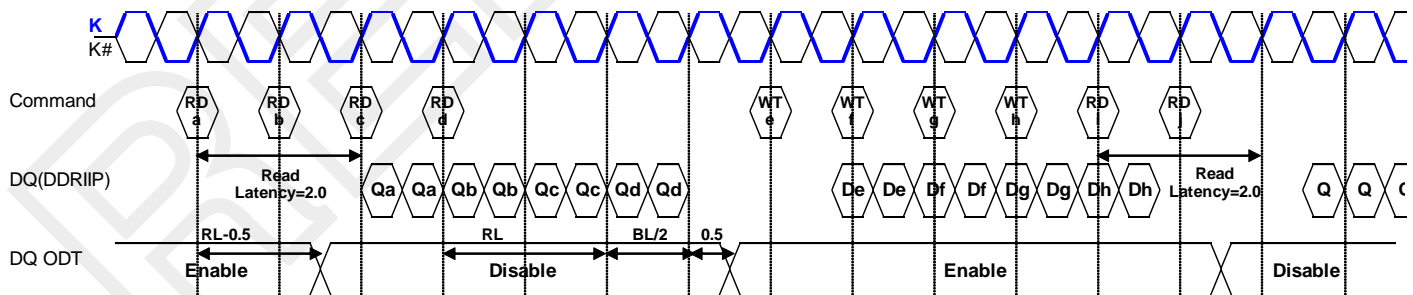 K
K#
Command
RD a
RD b
RD c
RD d
WT e
WT f
WT g
WT h
RD i
RD j
DQ(DDRIIP)
Read
Latency=2.0
Qa Qa Qb Qb Qc Qc Qd Qd
De De Df Df Dg Dg Dh Dh
Read
Latency=2.0
Q Q
DQ ODT
RL-0.5
Enable
RL
Disable
BL/2
0.5
Enable
Disable